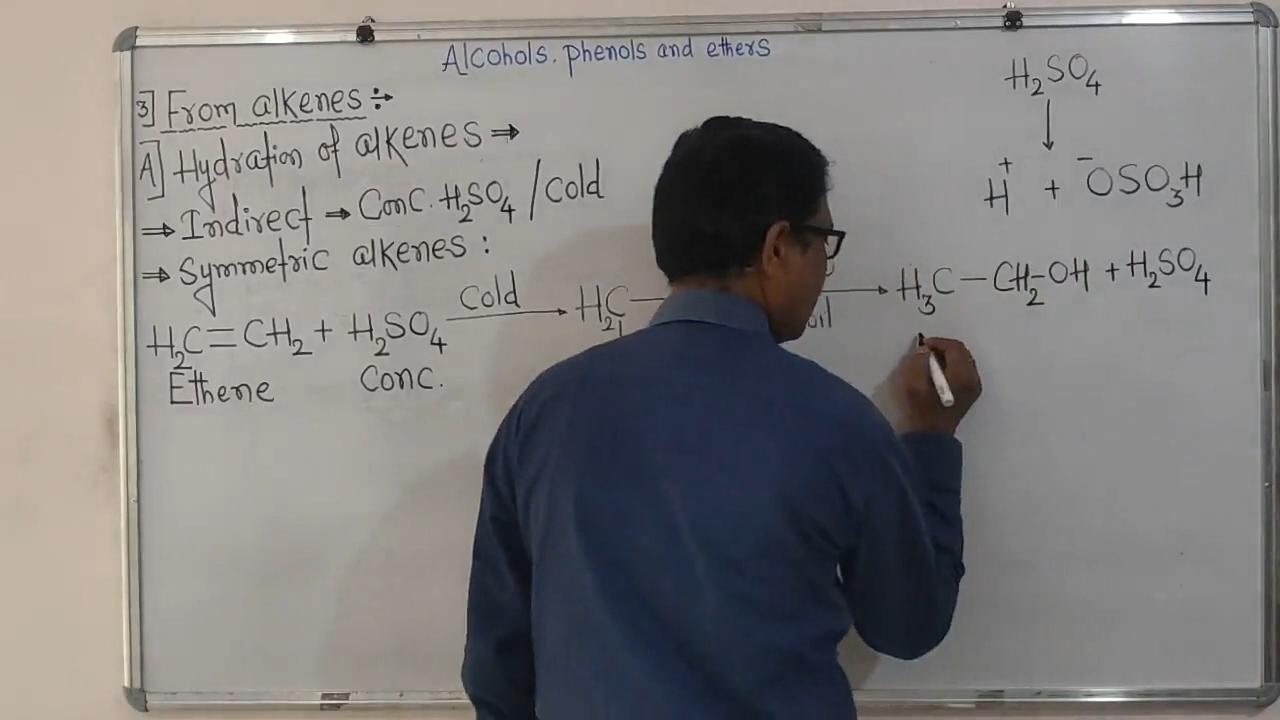 Alcohols. phenols and ethers
3] From alkenes :-
A] Hydration of alkenes ⇒
⇒ Indirect → Conc. H₂SO₄ / cold
⇒ Symmetric alkenes :
H₂C=CH₂ + H₂SO₄ Cold → H₂C—
Ethene Conc.
H₂SO₄
↓
H⁺ + ⁻OSO₃H
→ H₃C – CH₂–OH + H₂SO₄